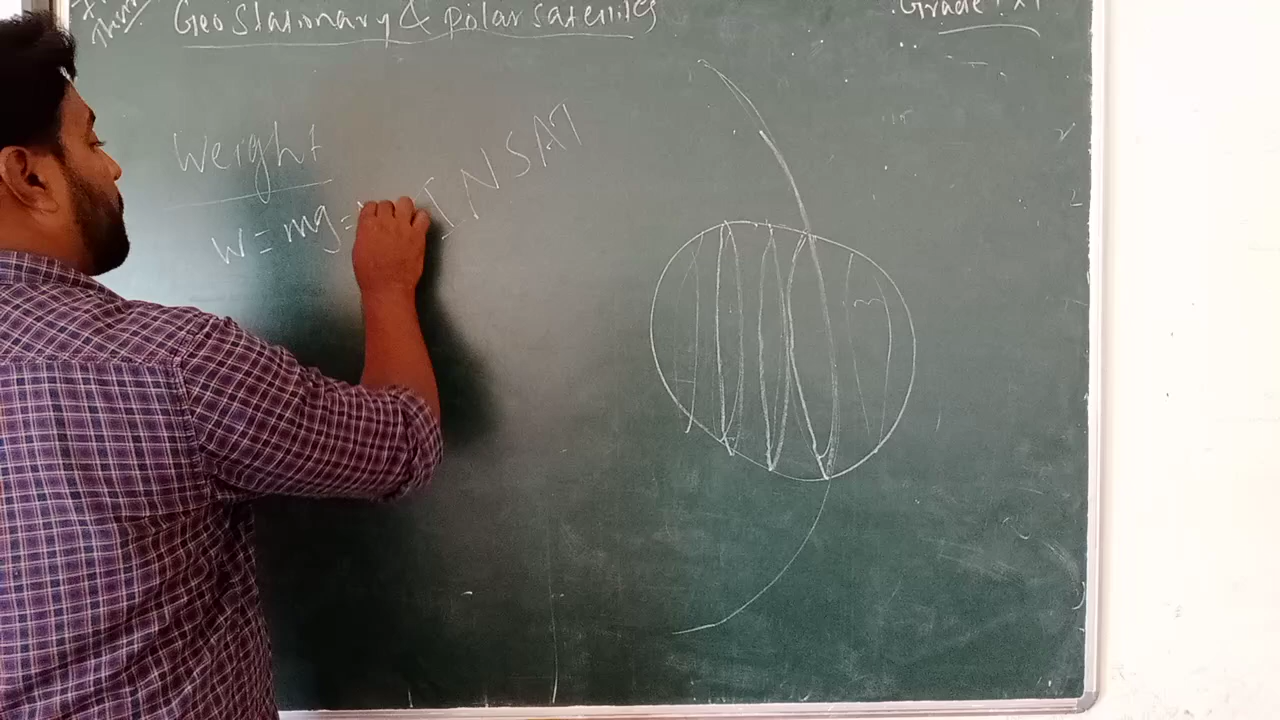 Geostationary & polar satellites
Grade: XI
Weight
INSAT
W = mg =